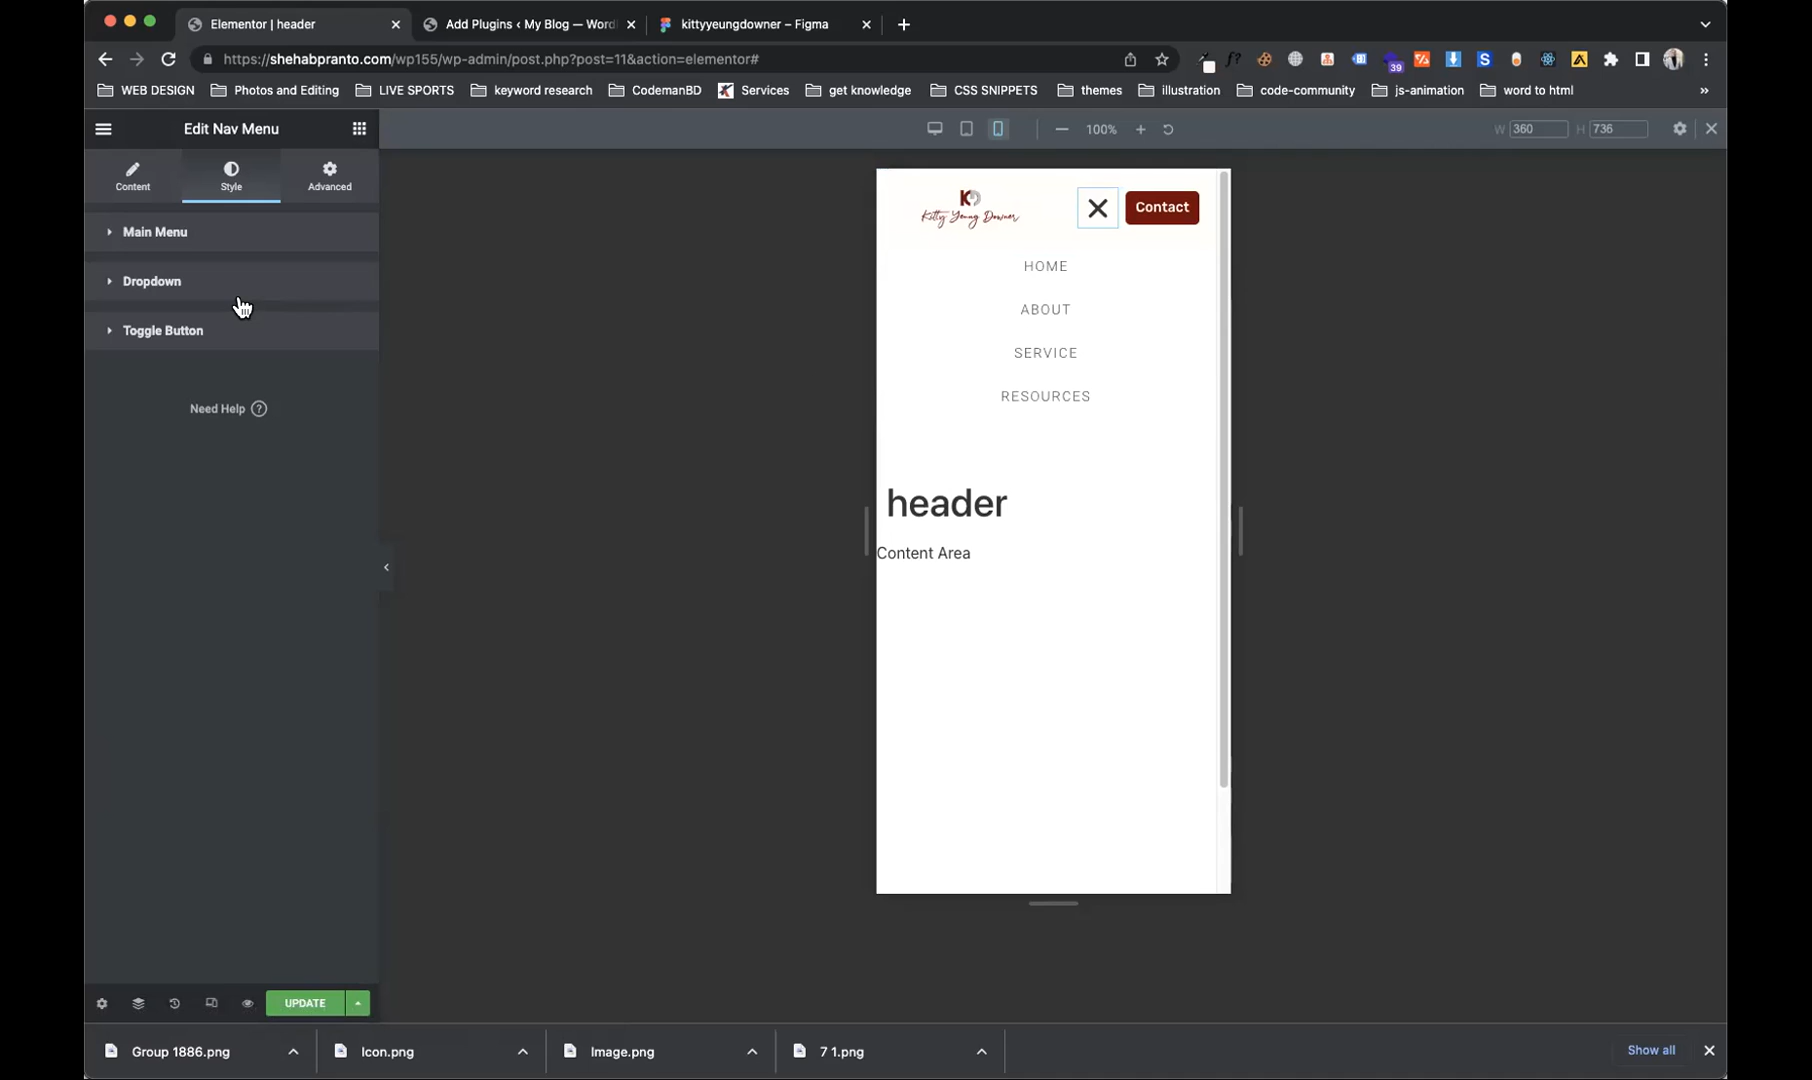 Elementor | header
Add Plugins ‹ My Blog — Word
kittyyeungdowner – Figma
https://shehabpranto.com/wp155/wp-admin/post.php?post=11&action=elementor#
39
WEB DESIGN
Photos and Editing
LIVE SPORTS
keyword research
CodemanBD
Services
get knowledge
CSS SNIPPETS
themes
illustration
code-community
js-animation
word to html
»
Edit Nav Menu
100%
W 360
H 736
Content
Style
Advanced
Main Menu
Dropdown
Toggle Button
Need Help ?
Kitty Yeung Downer
Contact
HOME
ABOUT
SERVICE
RESOURCES
header
Content Area
UPDATE
Group 1886.png
Icon.png
Image.png
7 1.png
Show all